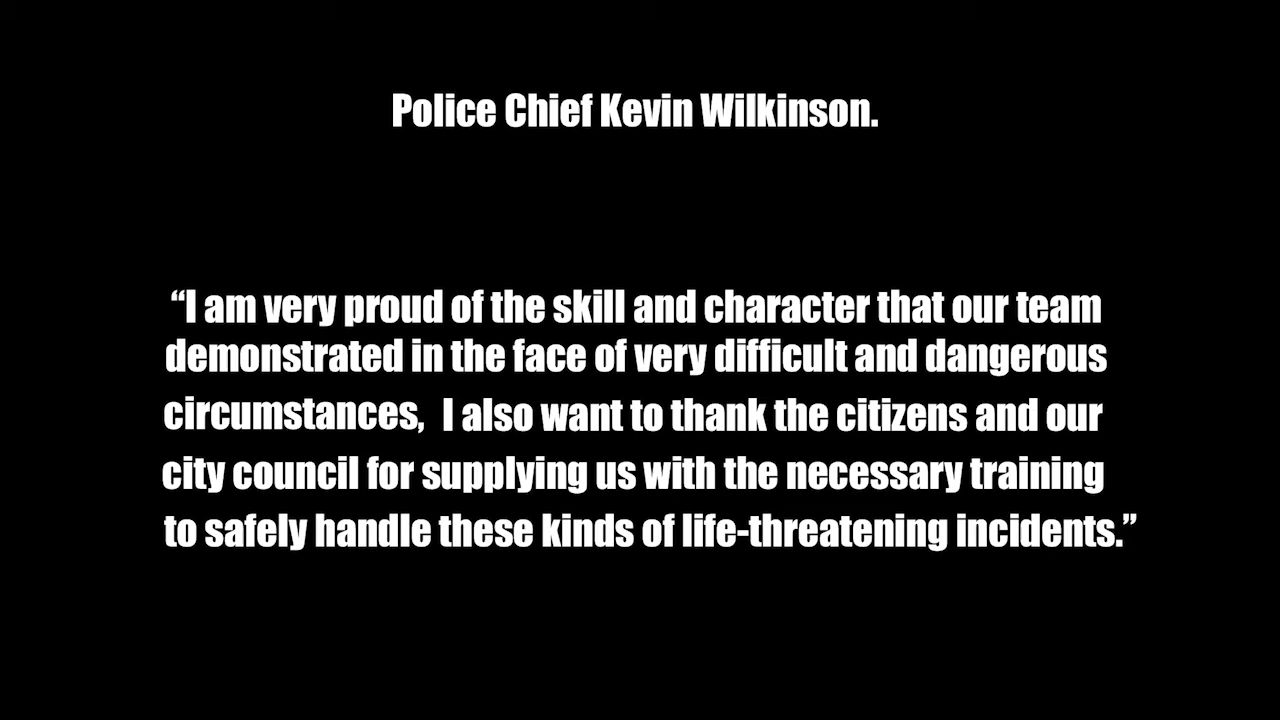 Police Chief Kevin Wilkinson.
“I am very proud of the skill and character that our team
demonstrated in the face of very difficult and dangerous
circumstances, I also want to thank the citizens and our
city council for supplying us with the necessary training
to safely handle these kinds of life-threatening incidents.”